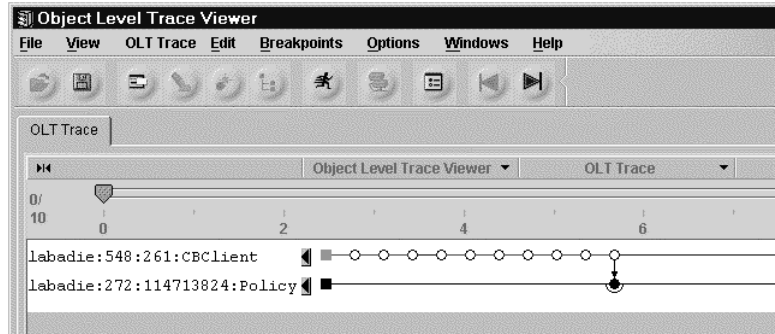 Object Level Trace Viewer
File View OLT Trace Edit Breakpoints Options Windows Help
OLT Trace
Object Level Trace Viewer OLT Trace
0/
10
0 2 4 6
labadie:548:261:CBClient
labadie:272:114713824:Policy